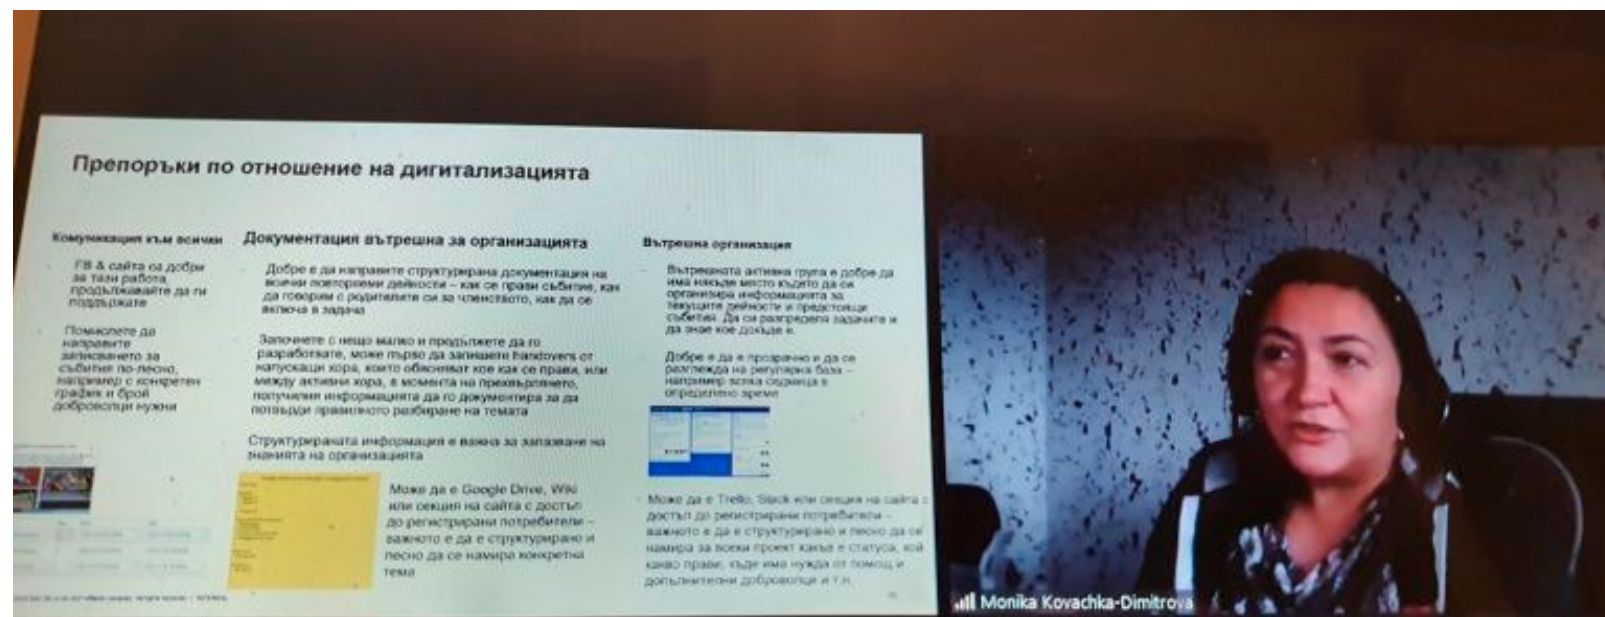 Препоръки по отношение на дигитализацията
Комуникация към всички
FB & сайта са добри
за тази работа,
продължавайте да ги
поддържате
Помислете да
направите
записването за
събития по-лесно,
например с конкретен
график и брой
доброволци нужни
Документация вътрешна за организацията
Добре е да направите структурирана документация на
всички повторяеми дейности – как се прави събитие, как
да говорим с родителите си за членството, как да се
включа в задача
Започнете с нещо малко и продължете да го
разработвате, може първо да запишете handovers от
напускащи хора, които обясняват кое как се прави, или
между активни хора, в момента на прехвърлянето,
получилия информацията да го документира за да
потвърди правилното разбиране на темата
Структурираната информация е важна за запазване на
знанията на организацията
Може да е Google Drive, Wiki
или секция на сайта с достъп
до регистрирани потребители –
важното е да е структурирано и
лесно да се намира конкретна
тема
Вътрешна организация
Вътрешната активна група е добре да
има някъде място където да си
организира информацията за
текущите дейности и предстоящи
събития. Да си разпределя задачите и
да знае кое докъде е.
Добре е да е прозрачно и да се
разглежда на регулярна база –
например всяка седмица в
определено време
Може да е Trello, Slack или секция на сайта с
достъп до регистрирани потребители –
важното е да е структурирано и лесно да се
намира за всеки проект какъв е статуса, кой
какво прави, къде има нужда от помощ и
допълнителни доброволци и т.н.
Monika Kovachka-Dimitrova